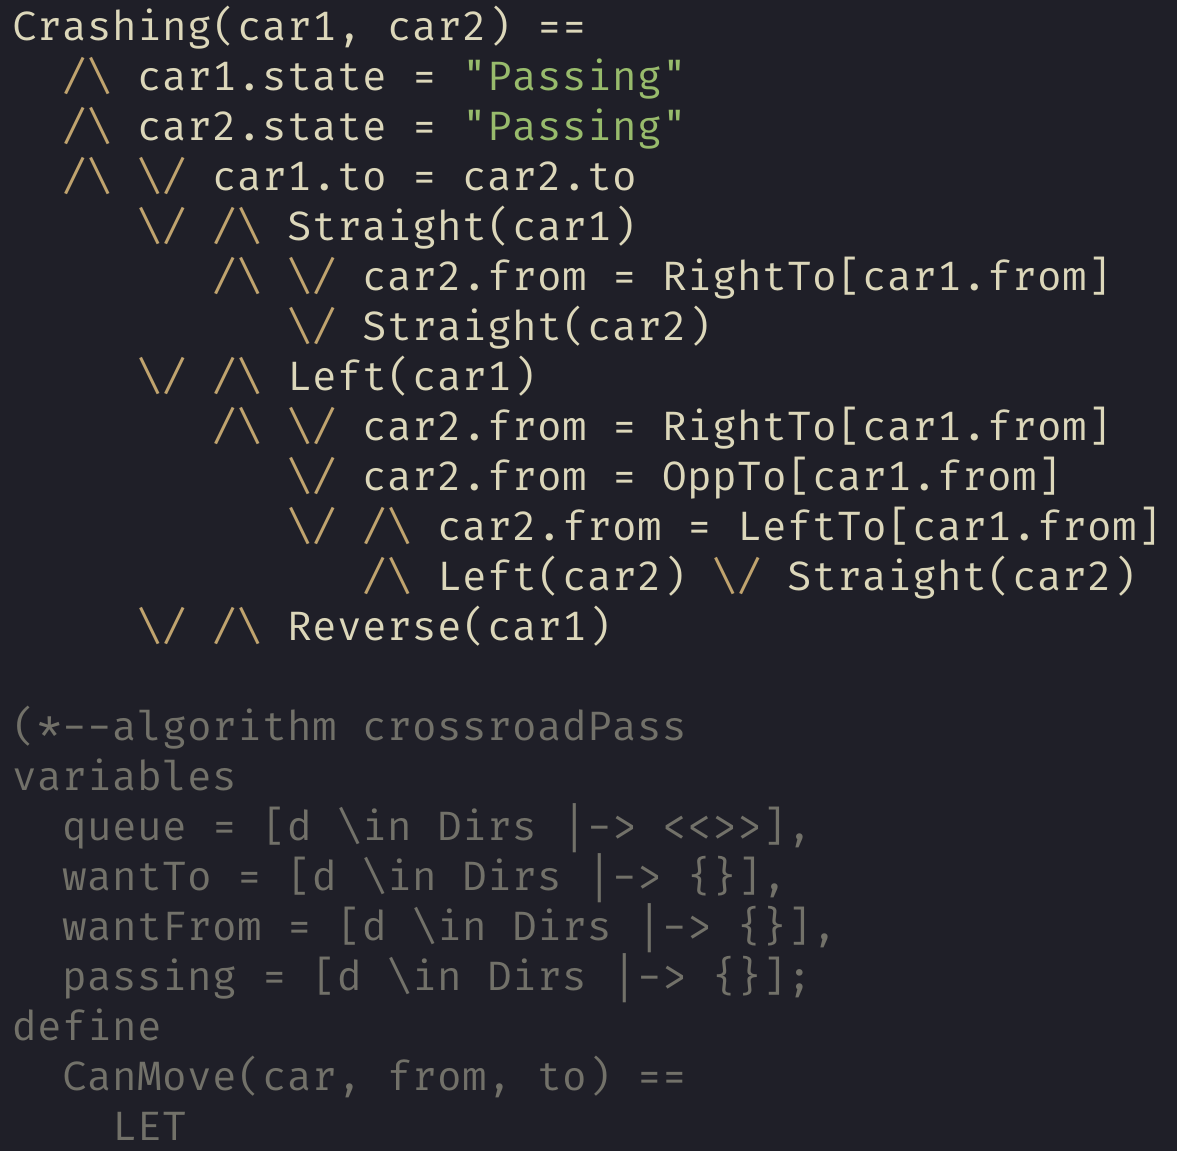 Crashing(car1, car2) ==
  /\ car1.state = "Passing"
  /\ car2.state = "Passing"
  /\ \/ car1.to = car2.to
     \/ /\ Straight(car1)
        /\ \/ car2.from = RightTo[car1.from]
           \/ Straight(car2)
     \/ /\ Left(car1)
        /\ \/ car2.from = RightTo[car1.from]
           \/ car2.from = OppTo[car1.from]
           \/ /\ car2.from = LeftTo[car1.from]
              /\ Left(car2) \/ Straight(car2)
     \/ /\ Reverse(car1)

(*--algorithm crossroadPass
variables
  queue = [d \in Dirs |-> <<>>],
  wantTo = [d \in Dirs |-> {}],
  wantFrom = [d \in Dirs |-> {}],
  passing = [d \in Dirs |-> {}];
define
  CanMove(car, from, to) ==
    LET